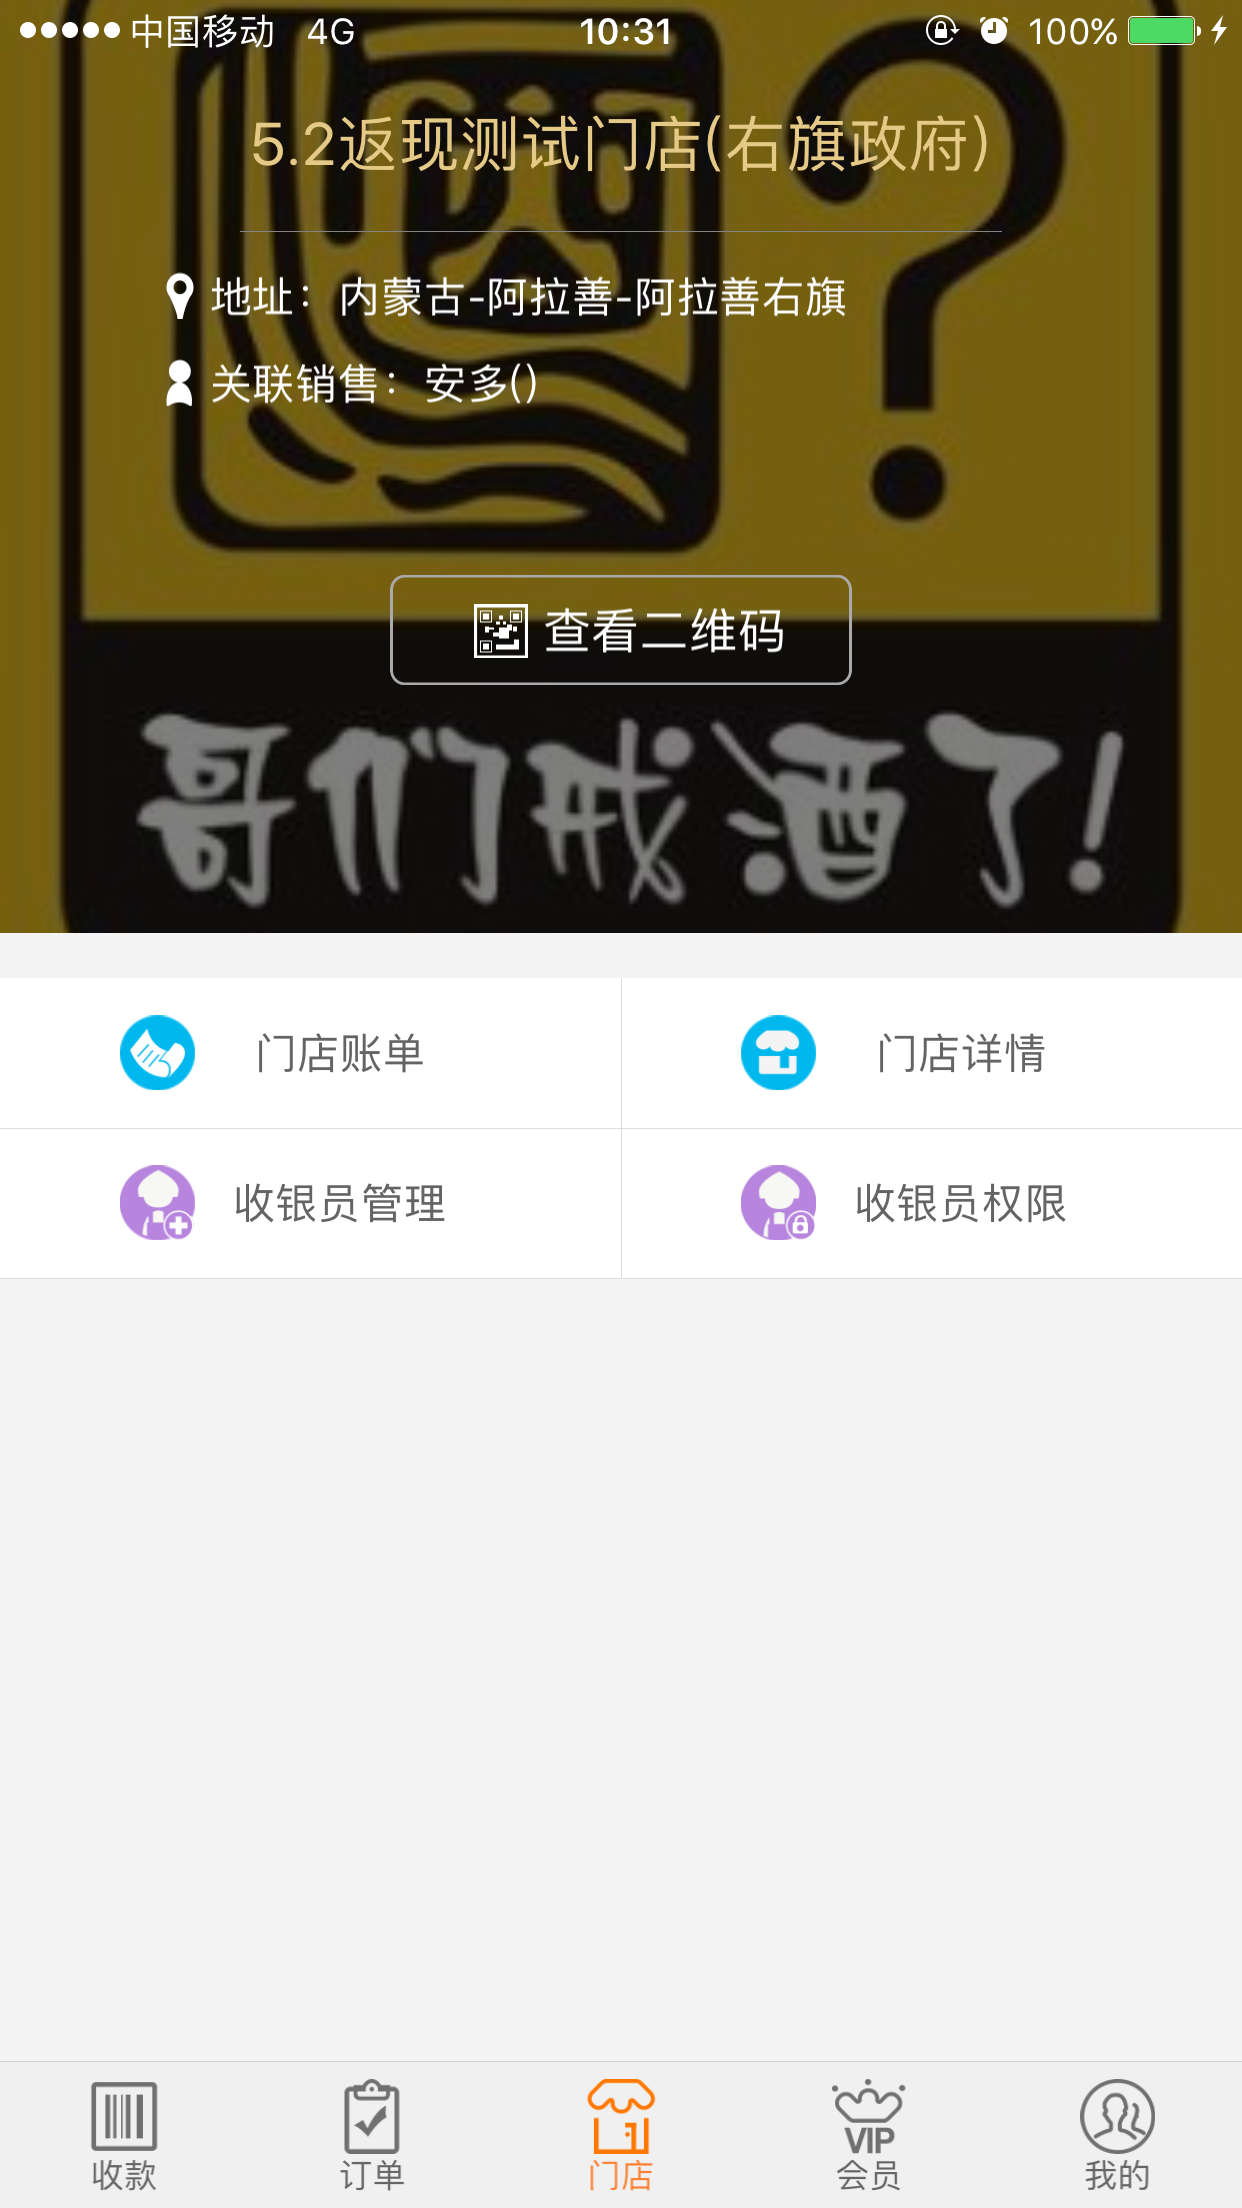 中国移动 4G 10:31 100%
5.2返现测试门店(右旗政府)
地址：内蒙古-阿拉善-阿拉善右旗
关联销售：安多()
查看二维码
哥们戒酒了!
门店账单 门店详情
收银员管理 收银员权限
VIP
收款 订单 门店 会员 我的